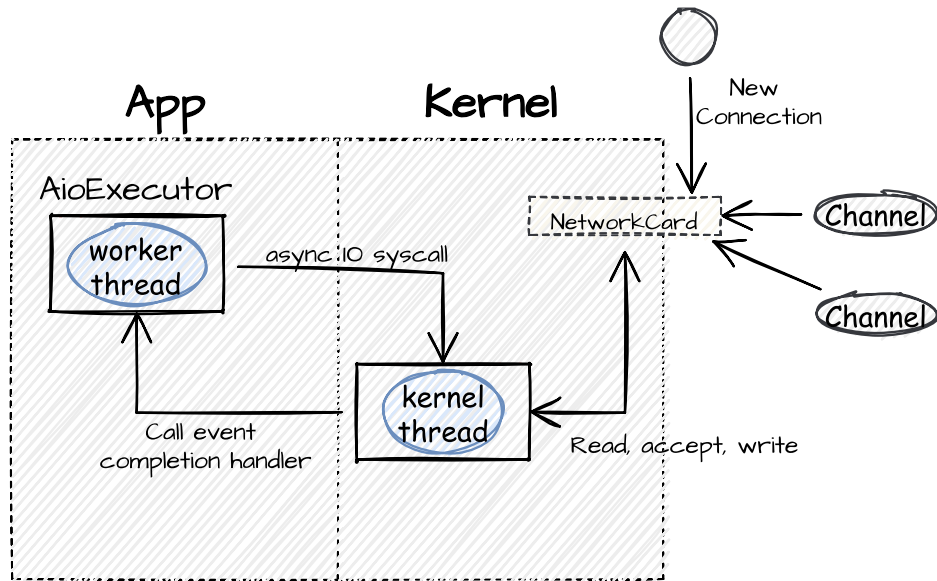 New
Connection
App
Kernel
AioExecutor
worker
thread
async IO syscall
NetworkCard
Channel
Channel
kernel
thread
Call event
completion handler
Read, accept, write